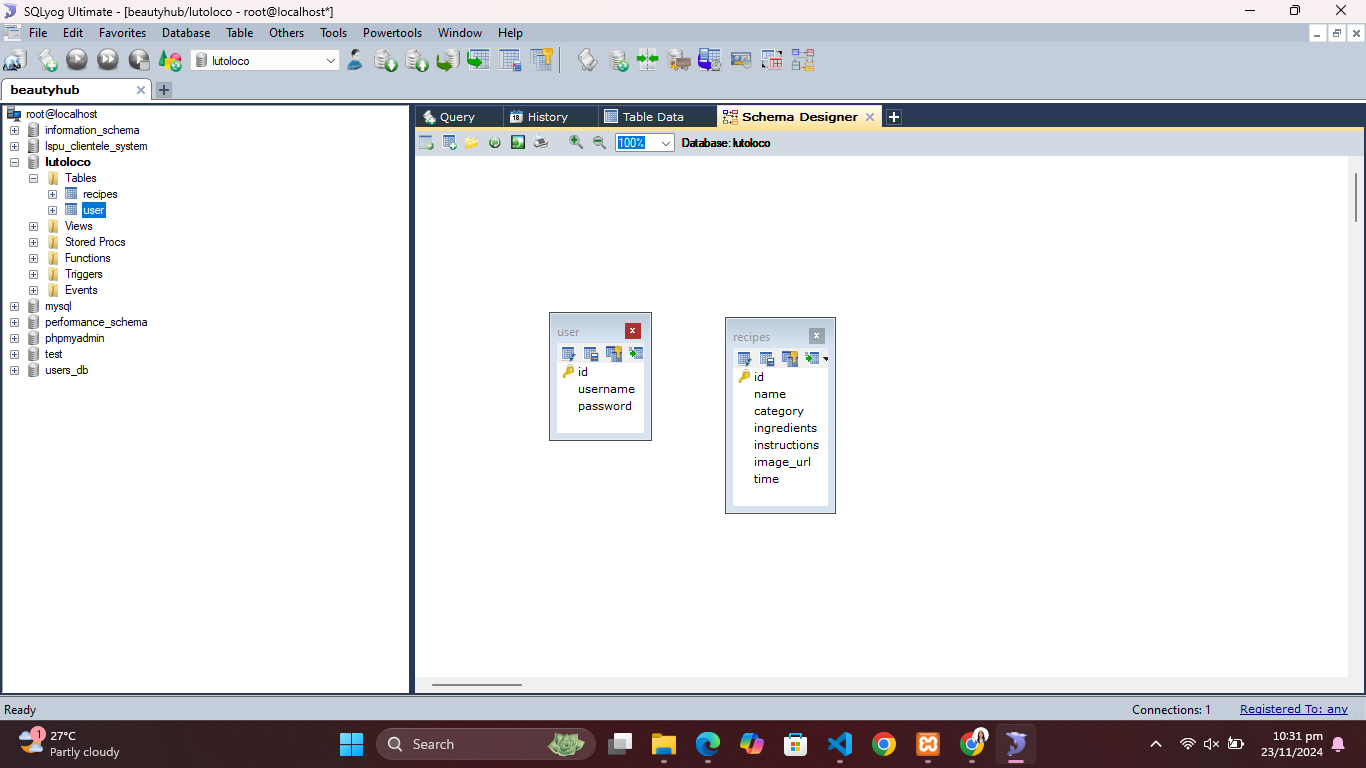 SQLyog Ultimate - [beautyhub/lutoloco - root@localhost*]
File Edit Favorites Database Table Others Tools Powertools Window Help
lutoloco
beautyhub
root@localhost
information_schema
lspu_clientele_system
lutoloco
Tables
recipes
user
Views
Stored Procs
Functions
Triggers
Events
mysql
performance_schema
phpmyadmin
test
users_db
Query History Table Data Schema Designer
100% Database: lutoloco
user
id
username
password
recipes
id
name
category
ingredients
instructions
image_url
time
Ready Connections: 1 Registered To: any
1 27°C
Partly cloudy
Search
10:31 pm
23/11/2024